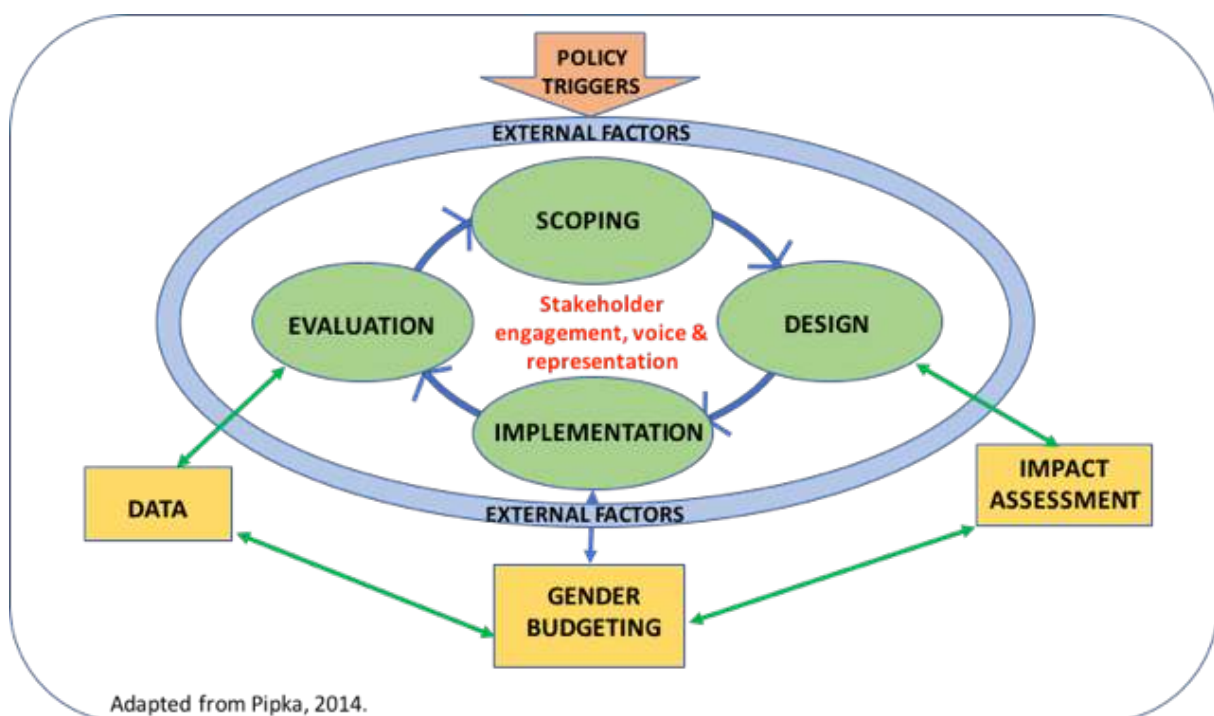 POLICY
TRIGGERS
EXTERNAL FACTORS
SCOPING
EVALUATION
Stakeholder
engagement, voice &
representation
DESIGN
IMPLEMENTATION
EXTERNAL FACTORS
DATA
IMPACT
ASSESSMENT
GENDER
BUDGETING
Adapted from Pipka, 2014.